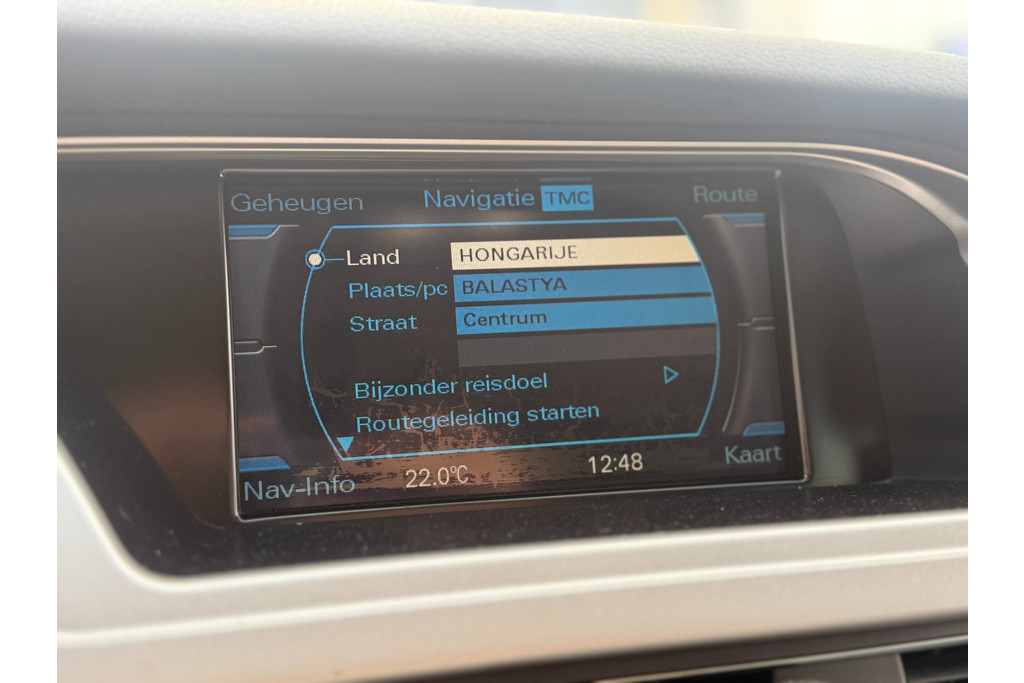 Geheugen Navigatie TMC Route
Land HONGARIJE
Plaats/pc BALASTYA
Straat Centrum
Bijzonder reisdoel
Routegeleiding starten
Nav-Info 22.0°C 12:48 Kaart